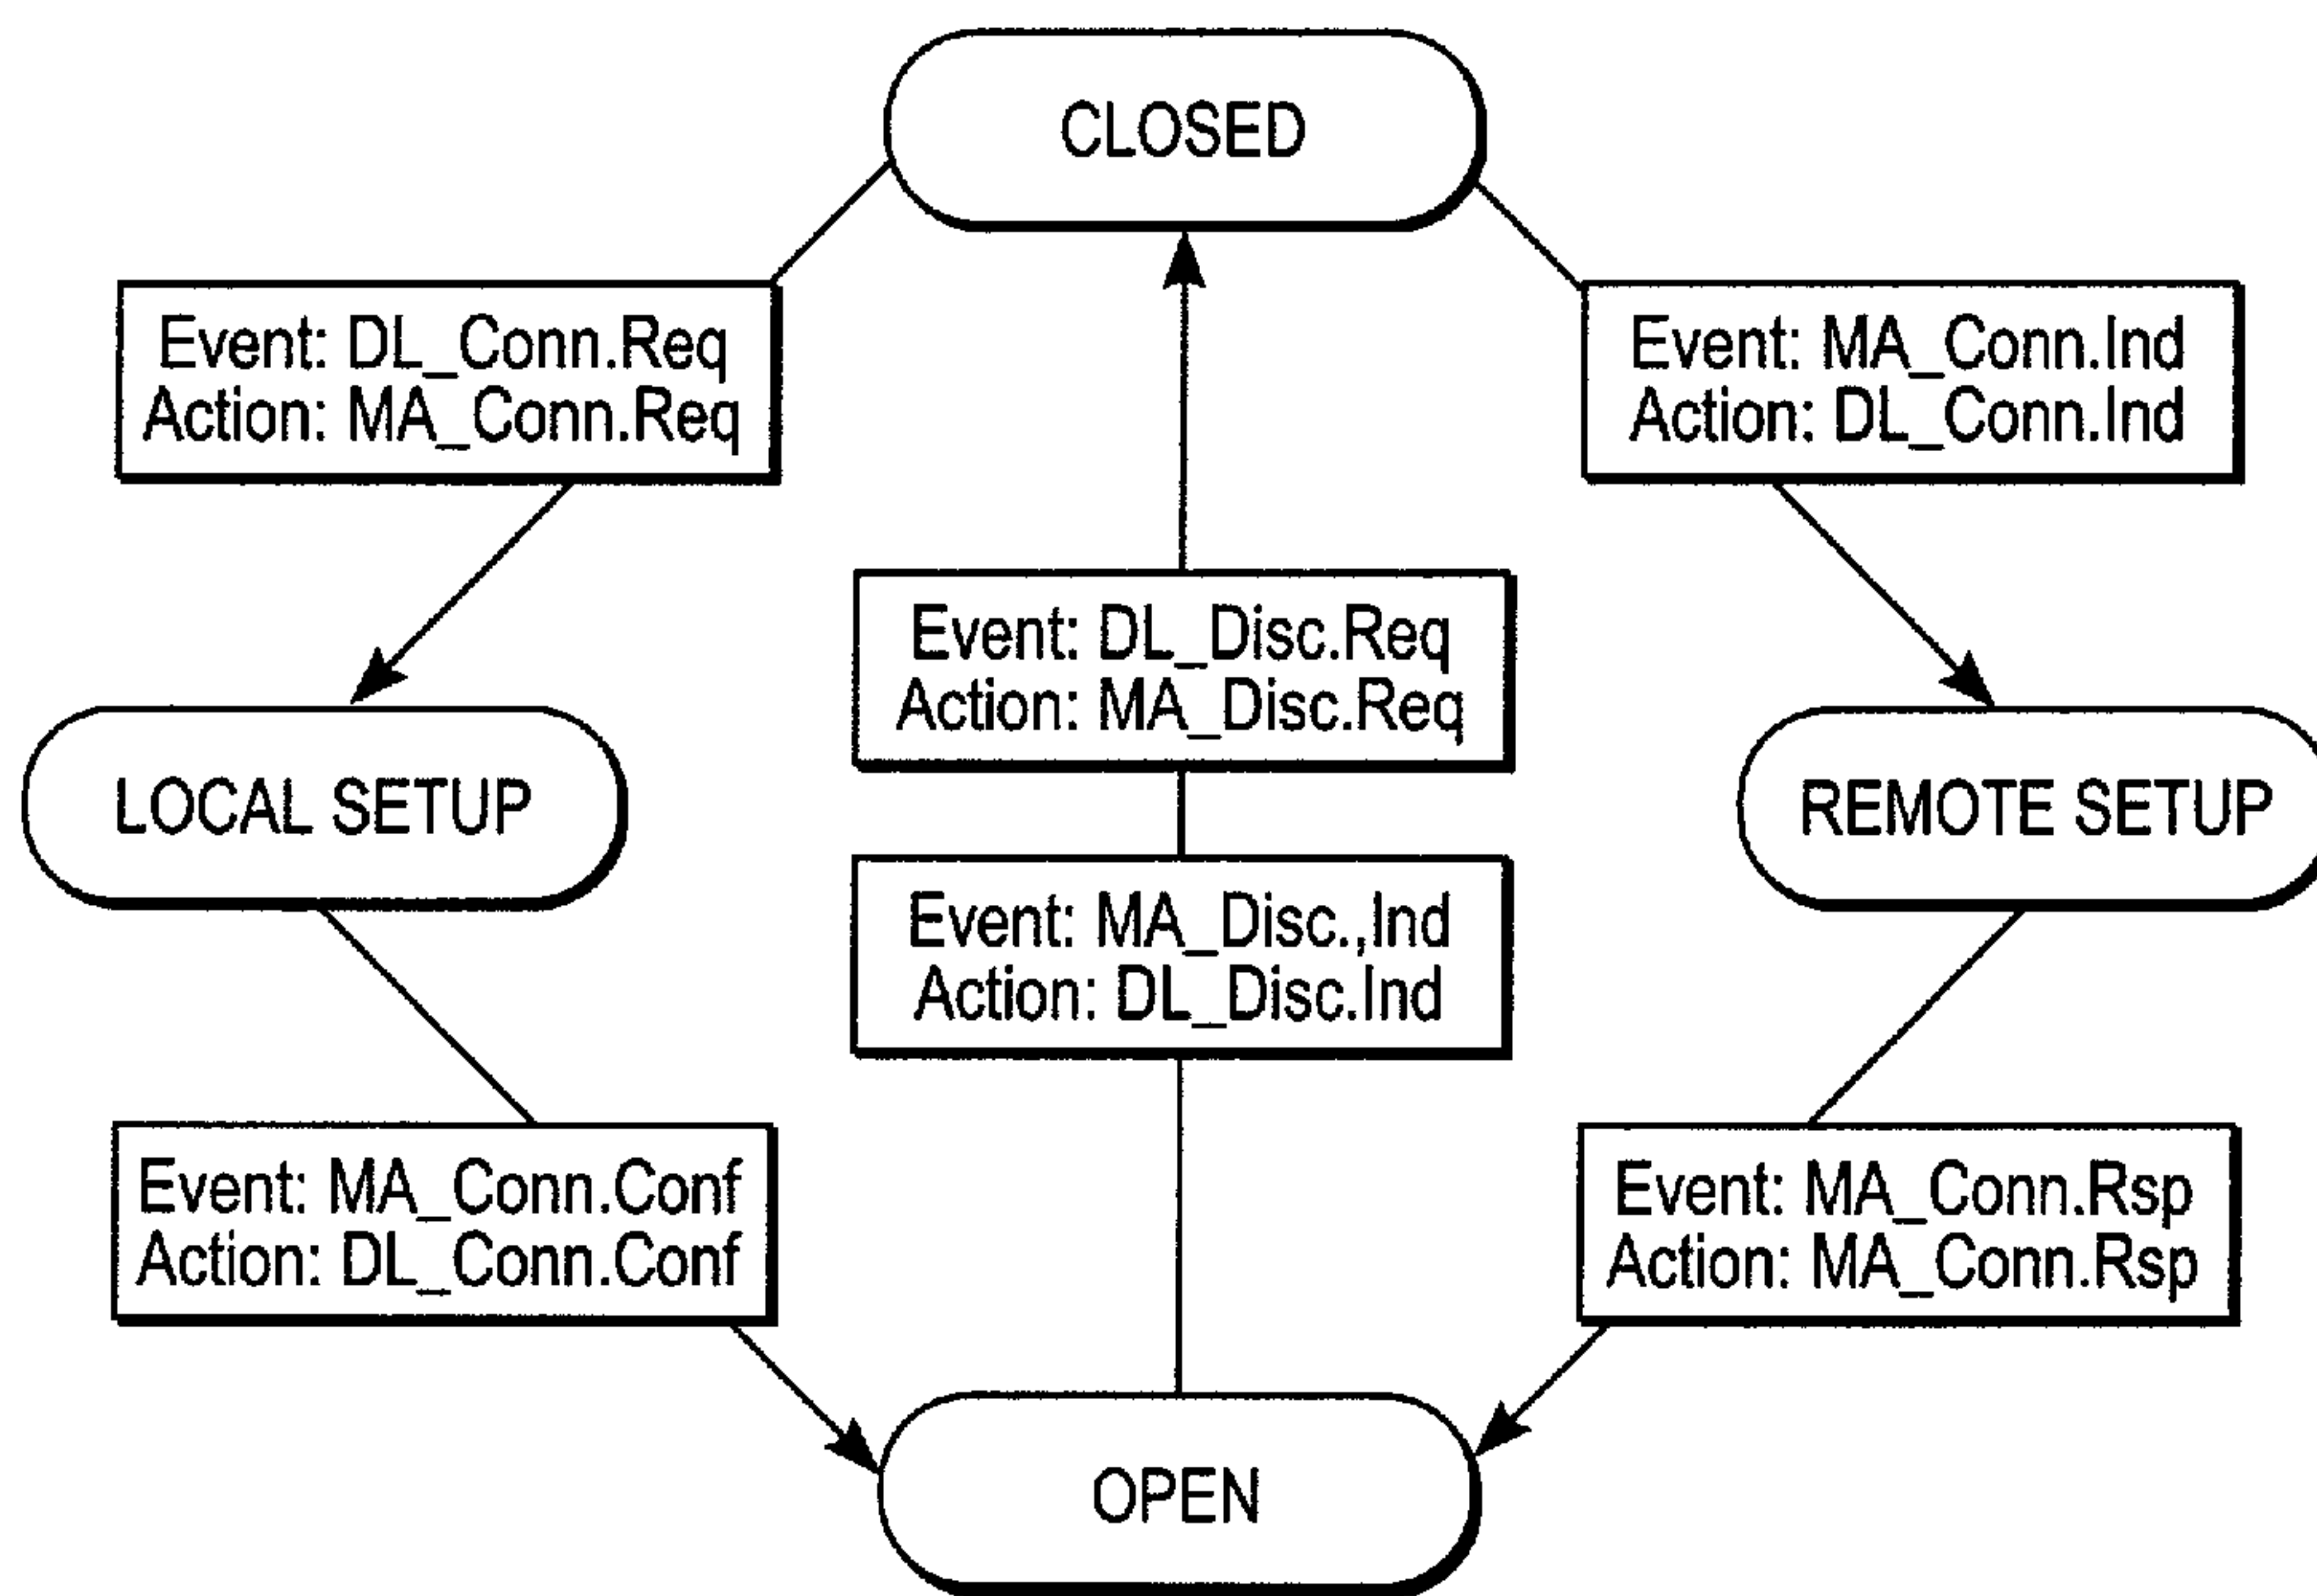 CLOSED
Event: DL_Conn.Req
Action: MA_Conn.Req
Event: MA_Conn.Ind
Action: DL_Conn.Ind
Event: DL_Disc.Req
Action: MA_Disc.Req
LOCAL SETUP
REMOTE SETUP
Event: MA_Disc.,Ind
Action: DL_Disc.Ind
Event: MA_Conn.Conf
Action: DL_Conn.Conf
Event: MA_Conn.Rsp
Action: MA_Conn.Rsp
OPEN